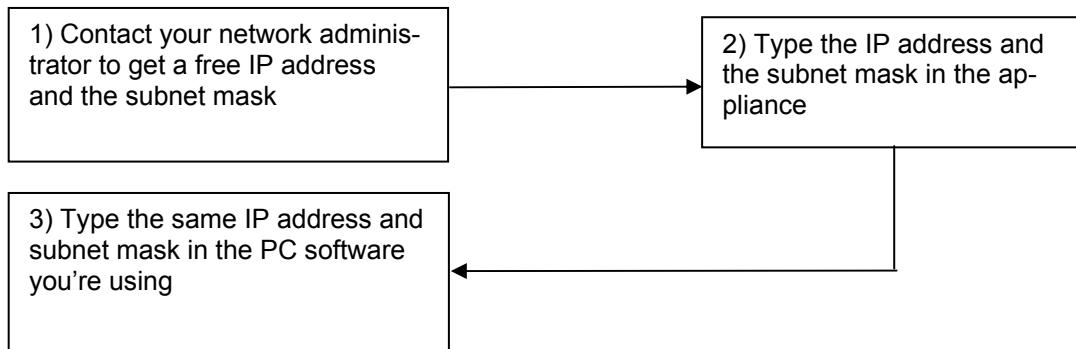 1) Contact your network adminis-
trator to get a free IP address
and the subnet mask
2) Type the IP address and
the subnet mask in the ap-
pliance
3) Type the same IP address and
subnet mask in the PC software
you’re using